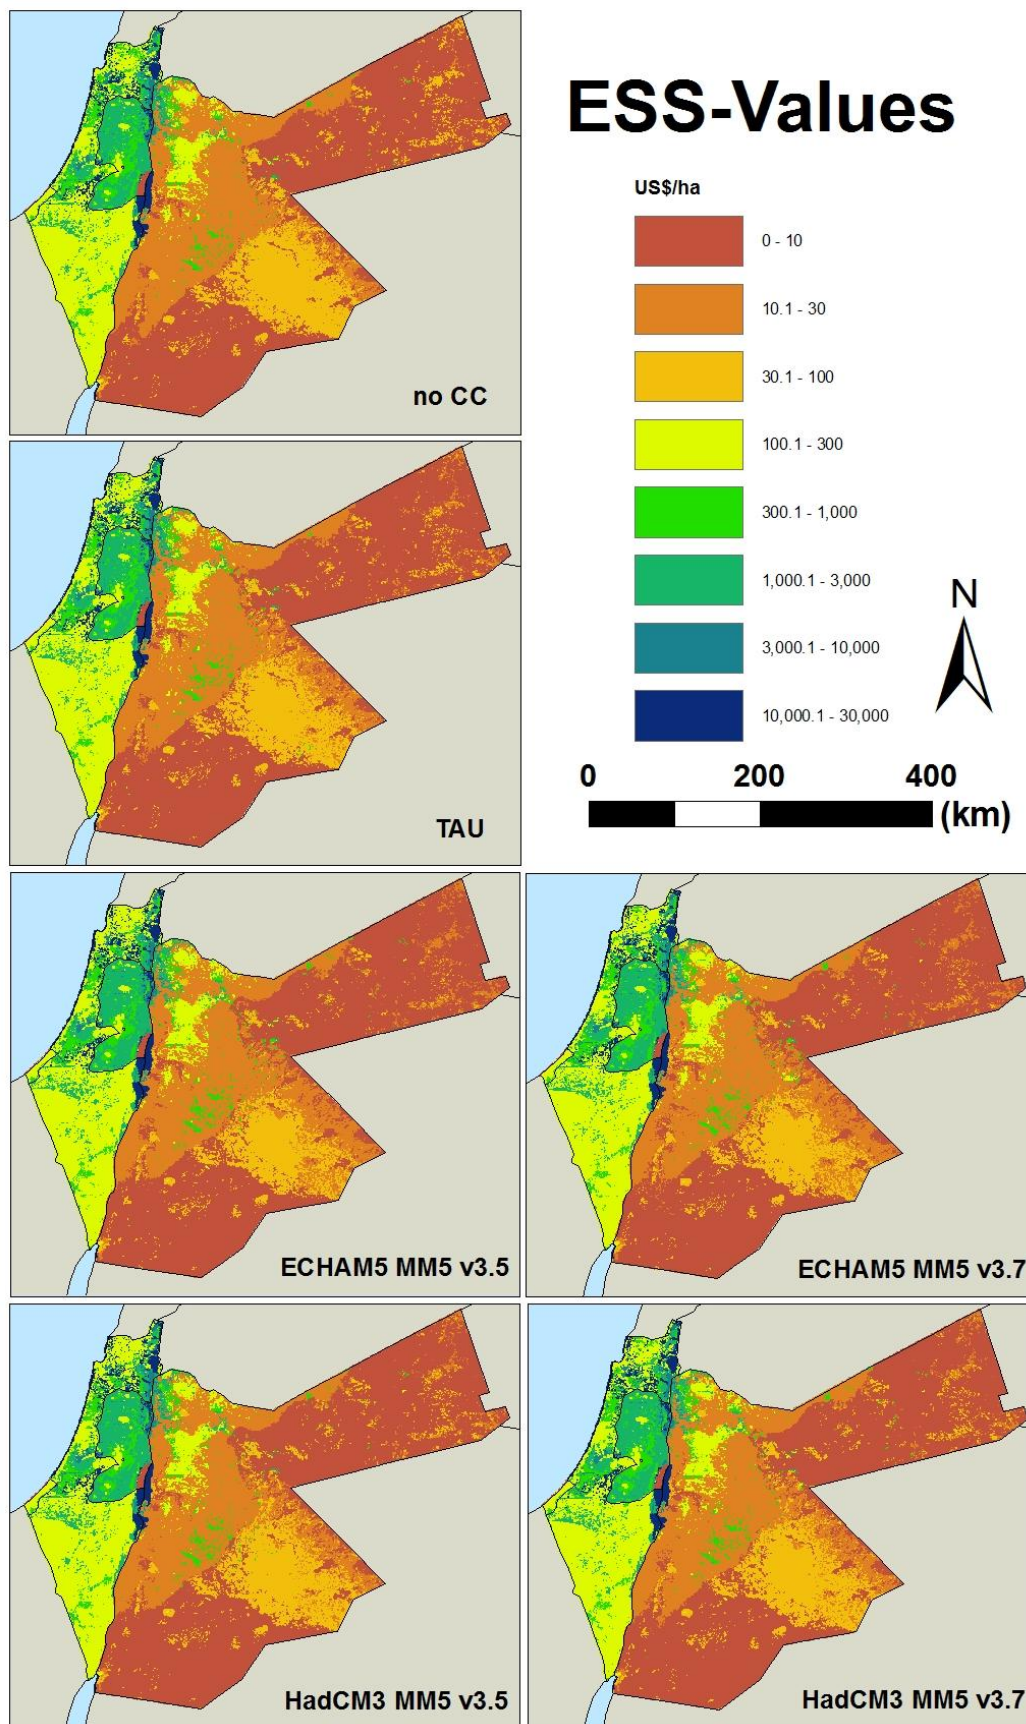 ESS-Values
US$/ha
0 - 10
10.1 - 30
30.1 - 100
100.1 - 300
300.1 - 1,000
1,000.1 - 3,000
3,000.1 - 10,000
10,000.1 - 30,000
N
0 200 400
(km)
no CC
TAU
ECHAM5 MM5 v3.5
ECHAM5 MM5 v3.7
HadCM3 MM5 v3.5
HadCM3 MM5 v3.7